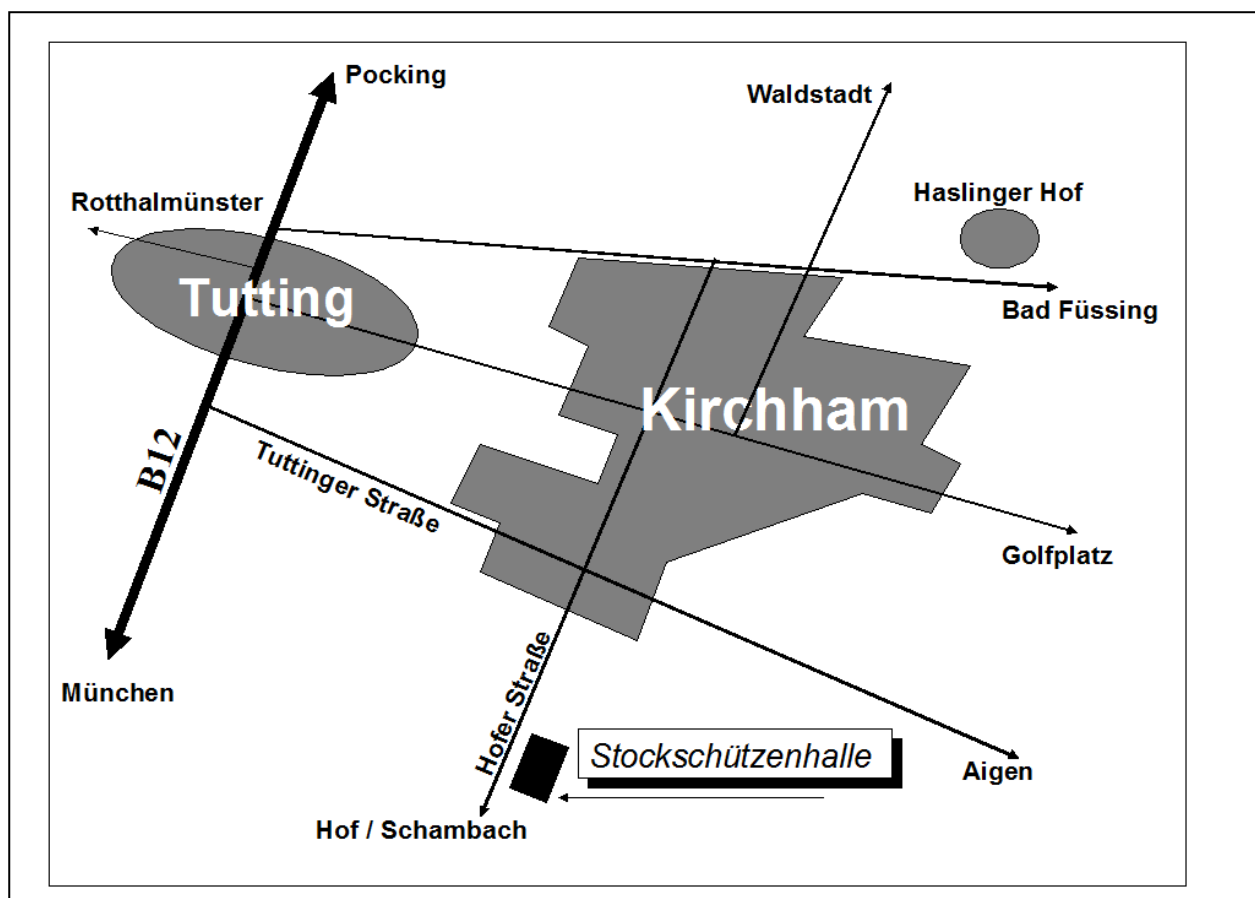 Pocking
Waldstadt
Rotthalmünster
Haslinger Hof
Tutting
Bad Füssing
Kirchham
B12
Tuttinger Straße
Golfplatz
München
Hofer Straße
Stockschützenhalle
Aigen
Hof / Schambach